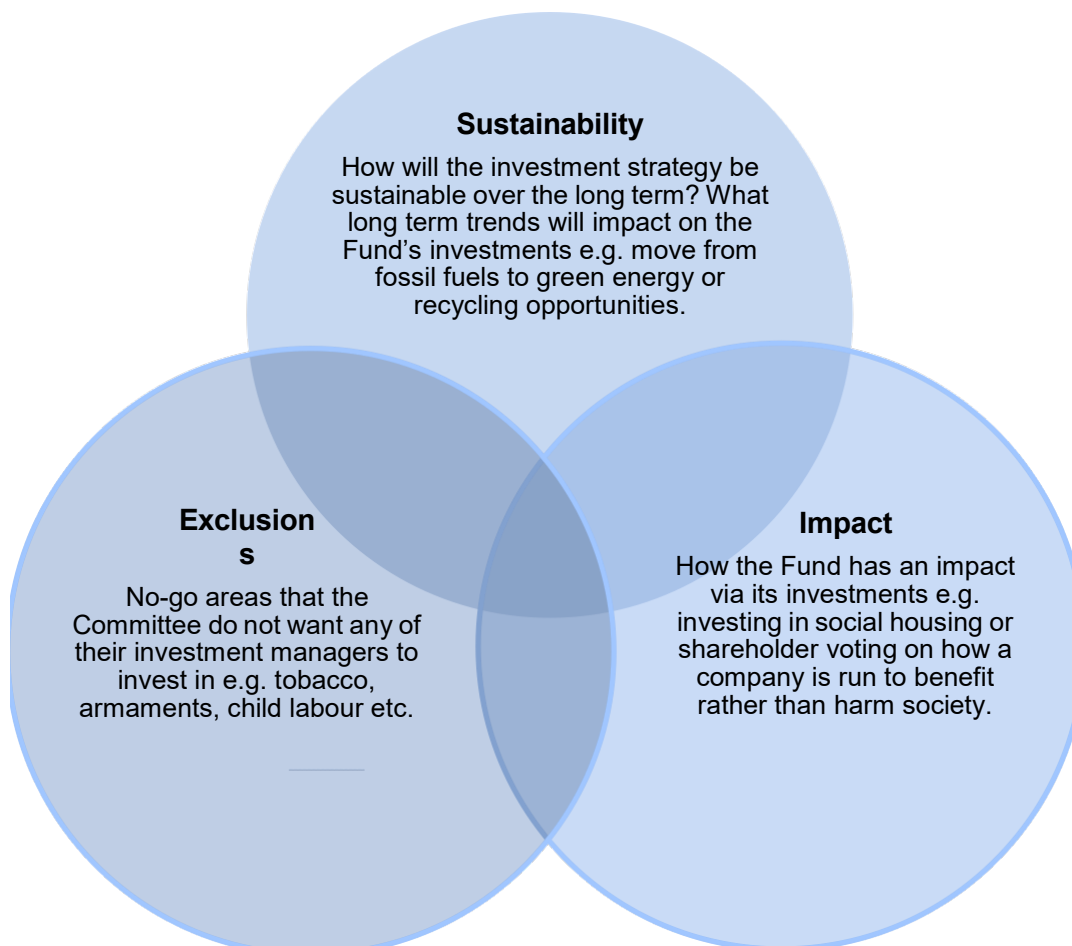 Sustainability
How will the investment strategy be
sustainable over the long term? What
long term trends will impact on the
Fund’s investments e.g. move from
fossil fuels to green energy or
recycling opportunities.
Exclusion
s
No-go areas that the
Committee do not want any of
their investment managers to
invest in e.g. tobacco,
armaments, child labour etc.
Impact
How the Fund has an impact
via its investments e.g.
investing in social housing or
shareholder voting on how a
company is run to benefit
rather than harm society.